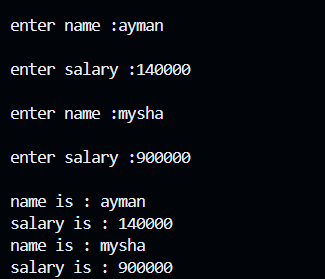 enter name :ayman
enter salary :140000
enter name :mysha
enter salary :900000
name is : ayman
salary is : 140000
name is : mysha
salary is : 900000